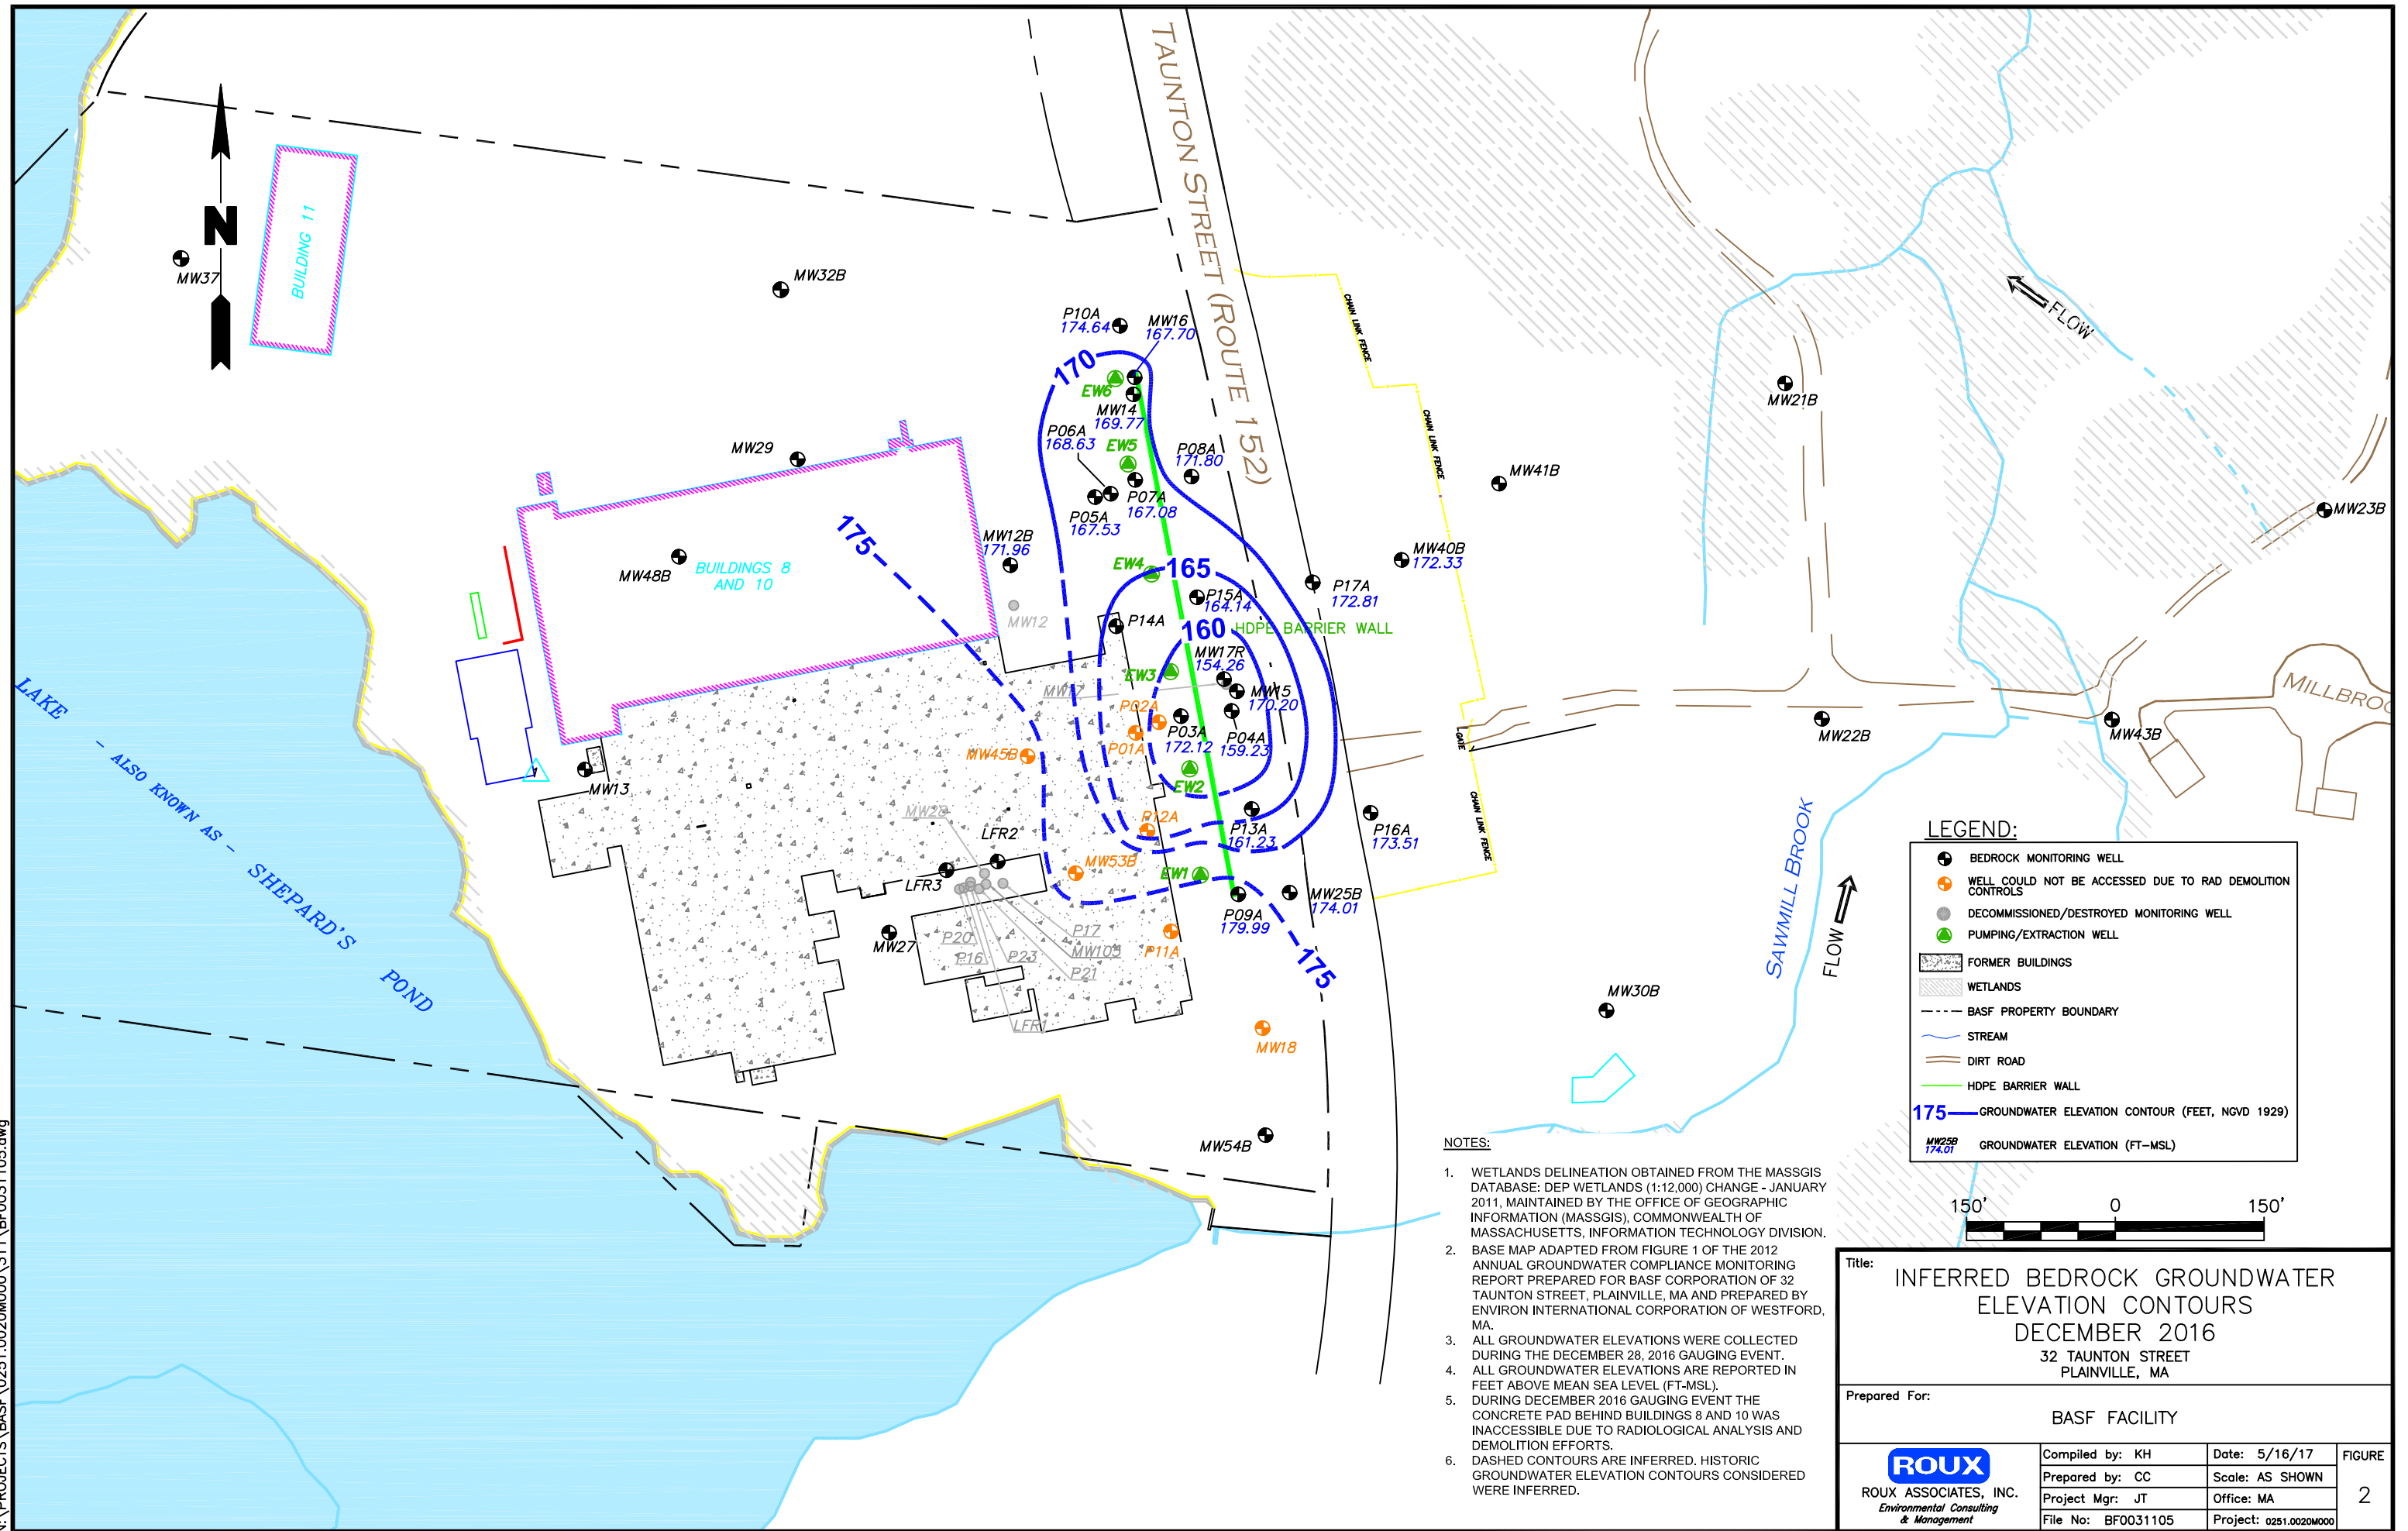 TAUNTON STREET (ROUTE 152)
N
BUILDING 11
MW37
MW32B
P10A
174.64
MW16
167.70
170
EW6
MW14
169.77
P06A
168.63
EW5
P08A
171.80
P07A
167.08
P05A
167.53
MW29
175
MW12B
171.96
MW12
MW48B
BUILDINGS 8
AND 10
EW4
165
P15A
164.14
P14A
160
HDPE BARRIER WALL
MW17R
154.26
EW3
MW17
MW15
170.20
P02A
P01A
P03A
172.12
P04A
159.23
EW2
MW45B
MW13
P12A
P13A
161.23
MW28
LFR2
LFR3
MW53B
EW1
P09A
179.99
MW25B
174.01
175
MW27
P20
P16
P23
P17
MW105
P21
LFR1
P11A
MW18
MW54B
P17A
172.81
MW40B
172.33
P16A
173.51
MW41B
MW21B
MW23B
MW22B
MW43B
MW30B
CHAIN LINK FENCE
CHAIN LINK FENCE
CHAIN LINK FENCE
GATE
FLOW
FLOW
SAWMILL BROOK
MILLBROO
LAKE
- ALSO KNOWN AS -
SHEPARD'S POND
LEGEND:
BEDROCK MONITORING WELL
WELL COULD NOT BE ACCESSED DUE TO RAD DEMOLITION
CONTROLS
DECOMMISSIONED/DESTROYED MONITORING WELL
PUMPING/EXTRACTION WELL
FORMER BUILDINGS
WETLANDS
BASF PROPERTY BOUNDARY
STREAM
DIRT ROAD
HDPE BARRIER WALL
175 GROUNDWATER ELEVATION CONTOUR (FEET, NGVD 1929)
MW25B
174.01 GROUNDWATER ELEVATION (FT-MSL)
150' 0 150'
NOTES:
1. WETLANDS DELINEATION OBTAINED FROM THE MASSGIS
DATABASE: DEP WETLANDS (1:12,000) CHANGE - JANUARY
2011, MAINTAINED BY THE OFFICE OF GEOGRAPHIC
INFORMATION (MASSGIS), COMMONWEALTH OF
MASSACHUSETTS, INFORMATION TECHNOLOGY DIVISION.
2. BASE MAP ADAPTED FROM FIGURE 1 OF THE 2012
ANNUAL GROUNDWATER COMPLIANCE MONITORING
REPORT PREPARED FOR BASF CORPORATION OF 32
TAUNTON STREET, PLAINVILLE, MA AND PREPARED BY
ENVIRON INTERNATIONAL CORPORATION OF WESTFORD,
MA.
3. ALL GROUNDWATER ELEVATIONS WERE COLLECTED
DURING THE DECEMBER 28, 2016 GAUGING EVENT.
4. ALL GROUNDWATER ELEVATIONS ARE REPORTED IN
FEET ABOVE MEAN SEA LEVEL (FT-MSL).
5. DURING DECEMBER 2016 GAUGING EVENT THE
CONCRETE PAD BEHIND BUILDINGS 8 AND 10 WAS
INACCESSIBLE DUE TO RADIOLOGICAL ANALYSIS AND
DEMOLITION EFFORTS.
6. DASHED CONTOURS ARE INFERRED. HISTORIC
GROUNDWATER ELEVATION CONTOURS CONSIDERED
WERE INFERRED.
Title:
INFERRED BEDROCK GROUNDWATER
ELEVATION CONTOURS
DECEMBER 2016
32 TAUNTON STREET
PLAINVILLE, MA
Prepared For:
BASF FACILITY
ROUX
ROUX ASSOCIATES, INC.
Environmental Consulting
& Management
Compiled by: KH
Date: 5/16/17
FIGURE
Prepared by: CC
Scale: AS SHOWN
2
Project Mgr: JT
Office: MA
File No: BF0031105
Project: 0251.0020M000